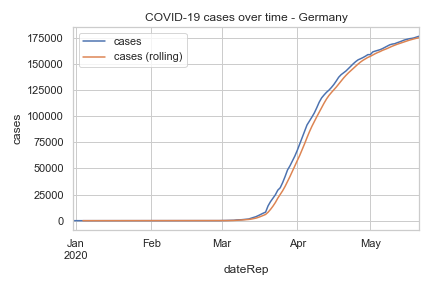 COVID-19 cases over time - Germany
cases
cases (rolling)
175000
150000
125000
100000
75000
50000
25000
0
cases
Jan Feb Mar Apr May
2020
dateRep